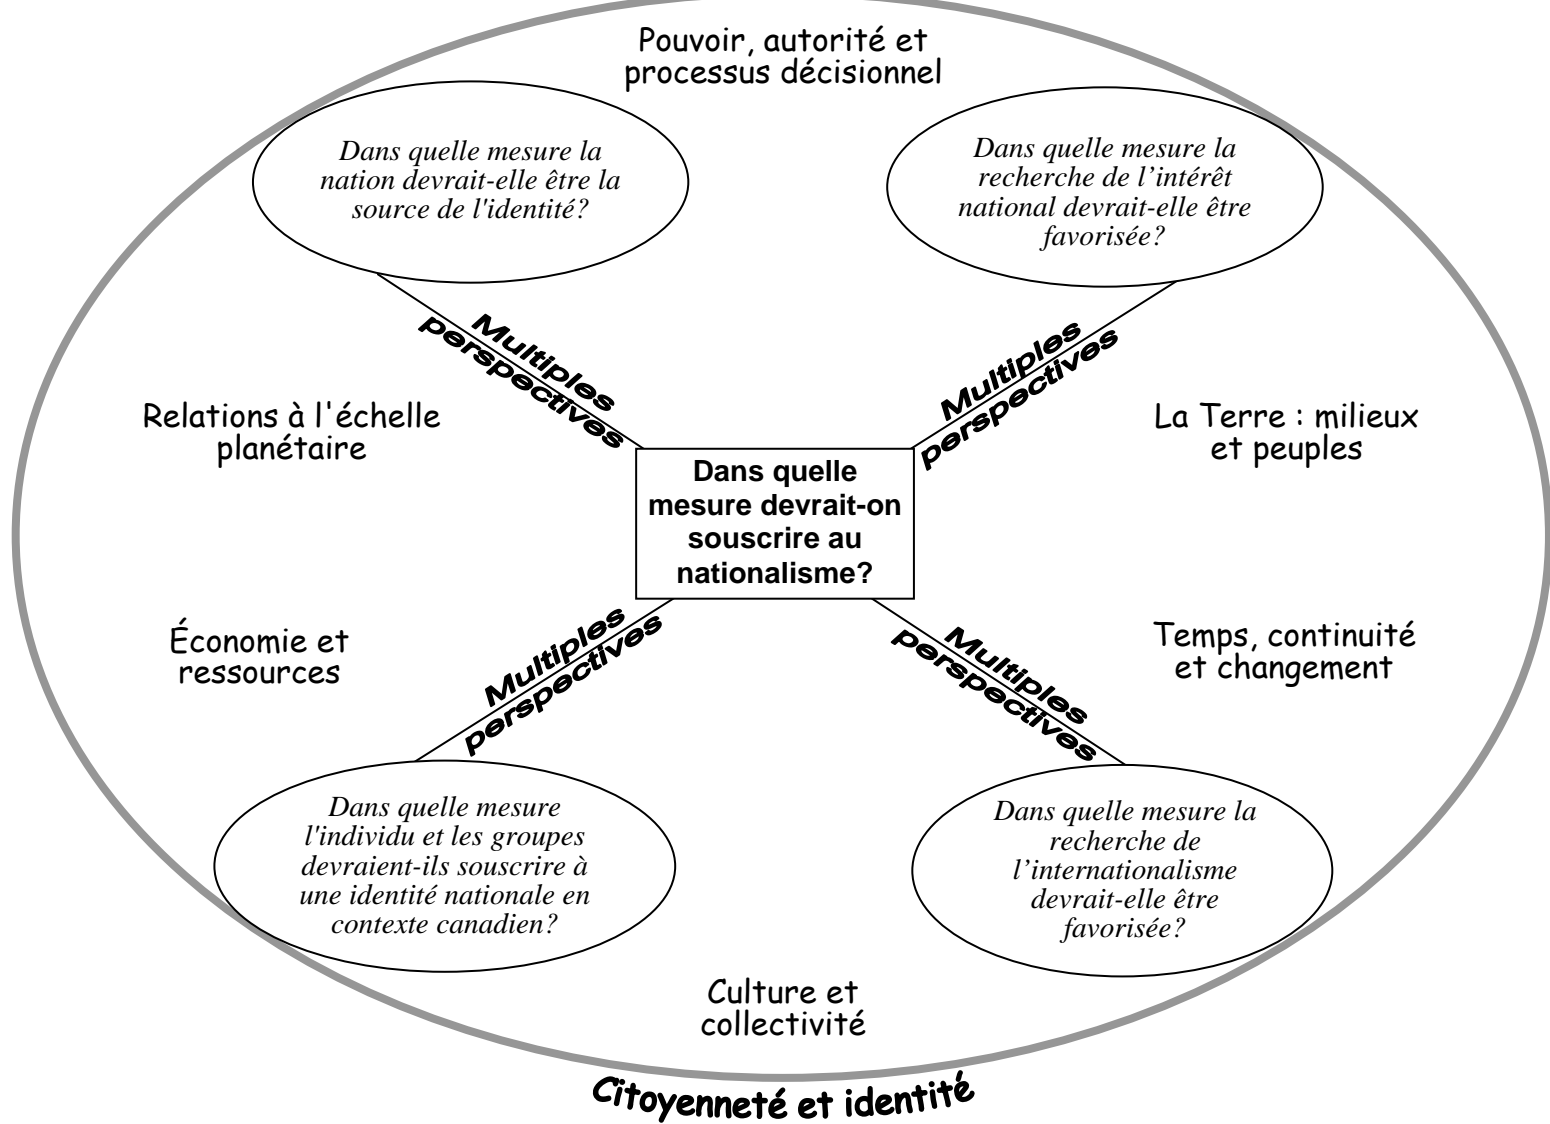 Pouvoir, autorité et
processus décisionnel
Dans quelle mesure la
nation devrait-elle être la
source de l'identité?
Dans quelle mesure la
recherche de l’intérêt
national devrait-elle être
favorisée?
Multiples
perspectives
Multiples
perspectives
Relations à l'échelle
planétaire
La Terre : milieux
et peuples
Dans quelle
mesure devrait-on
souscrire au
nationalisme?
Économie et
ressources
Temps, continuité
et changement
Multiples
perspectives
Multiples
perspectives
Dans quelle mesure
l'individu et les groupes
devraient-ils souscrire à
une identité nationale en
contexte canadien?
Dans quelle mesure la
recherche de
l’internationalisme
devrait-elle être
favorisée?
Culture et
collectivité
Citoyenneté et identité